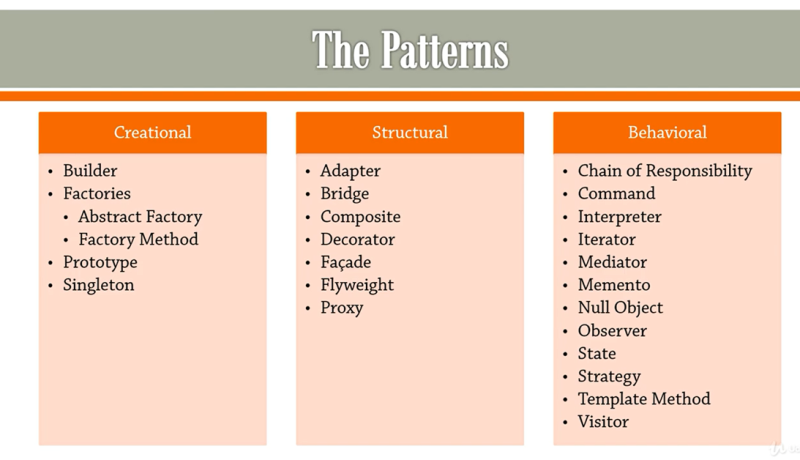 The Patterns
Creational
• Builder
• Factories
• Abstract Factory
• Factory Method
• Prototype
• Singleton
Structural
• Adapter
• Bridge
• Composite
• Decorator
• Façade
• Flyweight
• Proxy
Behavioral
• Chain of Responsibility
• Command
• Interpreter
• Iterator
• Mediator
• Memento
• Null Object
• Observer
• State
• Strategy
• Template Method
• Visitor